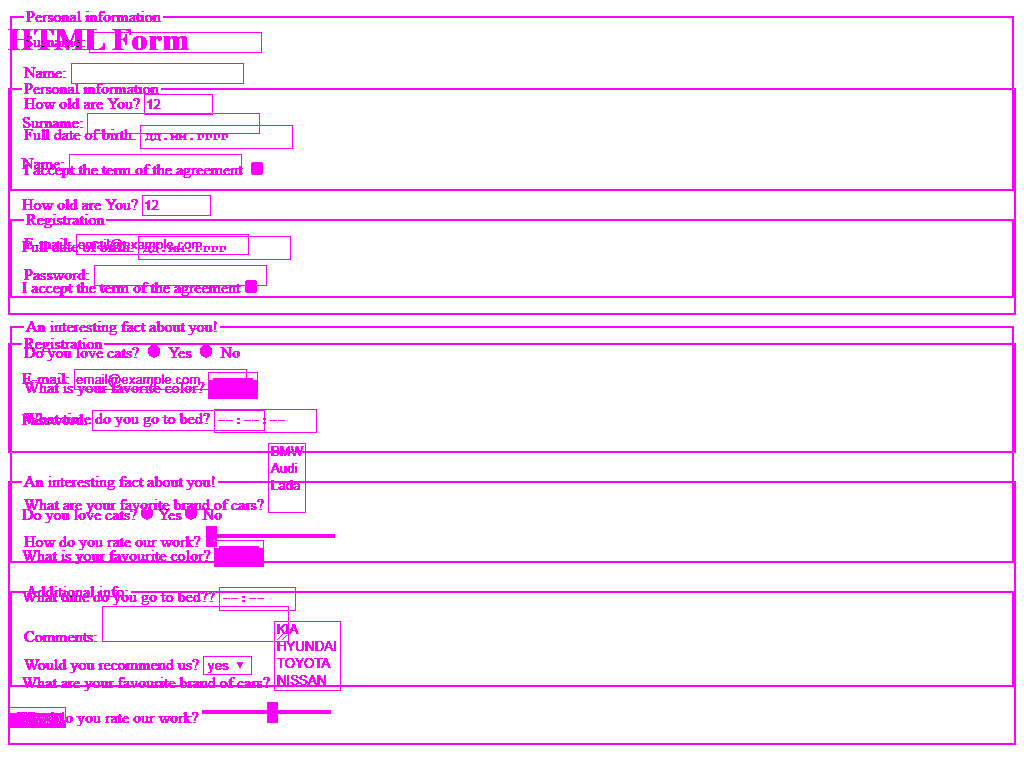 Personal information
HTML Form
Surname:
Name:
Personal information
How old are You? 12
Surname:
Full date of birth: дд.мм.гггг
Name:
I accept the term of the agreement
How old are You? 12
Registration
E-mail: email@example.com
Full date of birth: дд.мм.гггг
Password:
I accept the term of the agreement
An interesting fact about you!
Registration
Do you love cats? Yes No
E-mail: email@example.com
What is your favorite color?
Password:
What time do you go to bed? --:--:--
BMW
Audi
Lada
An interesting fact about you!
What are your favorite brand of cars?
Do you love cats? Yes No
How do you rate our work?
What is your favourite color?
Additional info:
What time do you go to bed?? --:--
Comments:
KIA
HYUNDAI
TOYOTA
NISSAN
Would you recommend us? yes ▼
What are your favourite brand of cars?
do you rate our work?